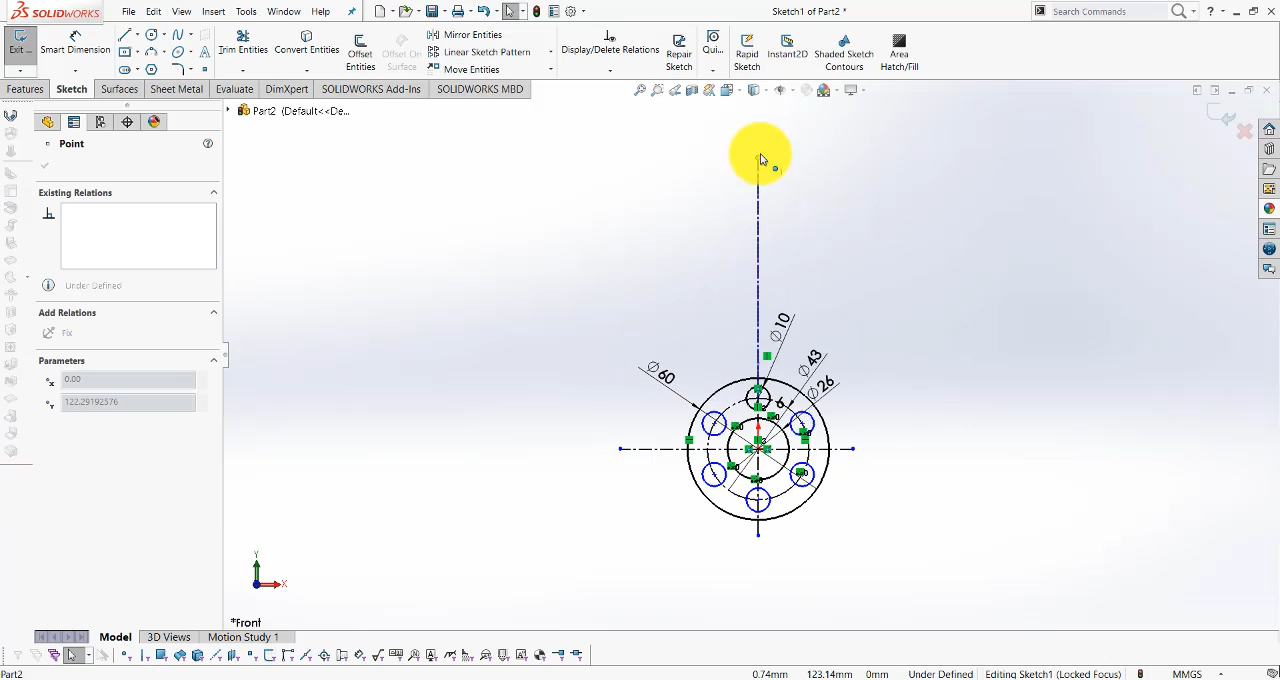 SOLIDWORKS
File
Edit
View
Insert
Tools
Window
Help
Sketch1 of Part2 *
Search Commands
?
Exit ...
Smart Dimension
Trim Entities
Convert Entities
Offset Entities
Offset On Surface
Mirror Entities
Linear Sketch Pattern
Move Entities
Display/Delete Relations
Repair Sketch
Qui...
Rapid Sketch
Instant2D
Shaded Sketch Contours
Area Hatch/Fill
Features
Sketch
Surfaces
Sheet Metal
Evaluate
DimXpert
SOLIDWORKS Add-Ins
SOLIDWORKS MBD
Part2 (Default<<De...
Point
Existing Relations
Under Defined
Add Relations
Fix
Parameters
0.00
122.29192576
∅10
∅43
∅60
∅26
6
Y
X
*Front
Model
3D Views
Motion Study 1
Part2
0.74mm
123.14mm
0mm
Under Defined
Editing Sketch1 (Locked Focus)
MMGS